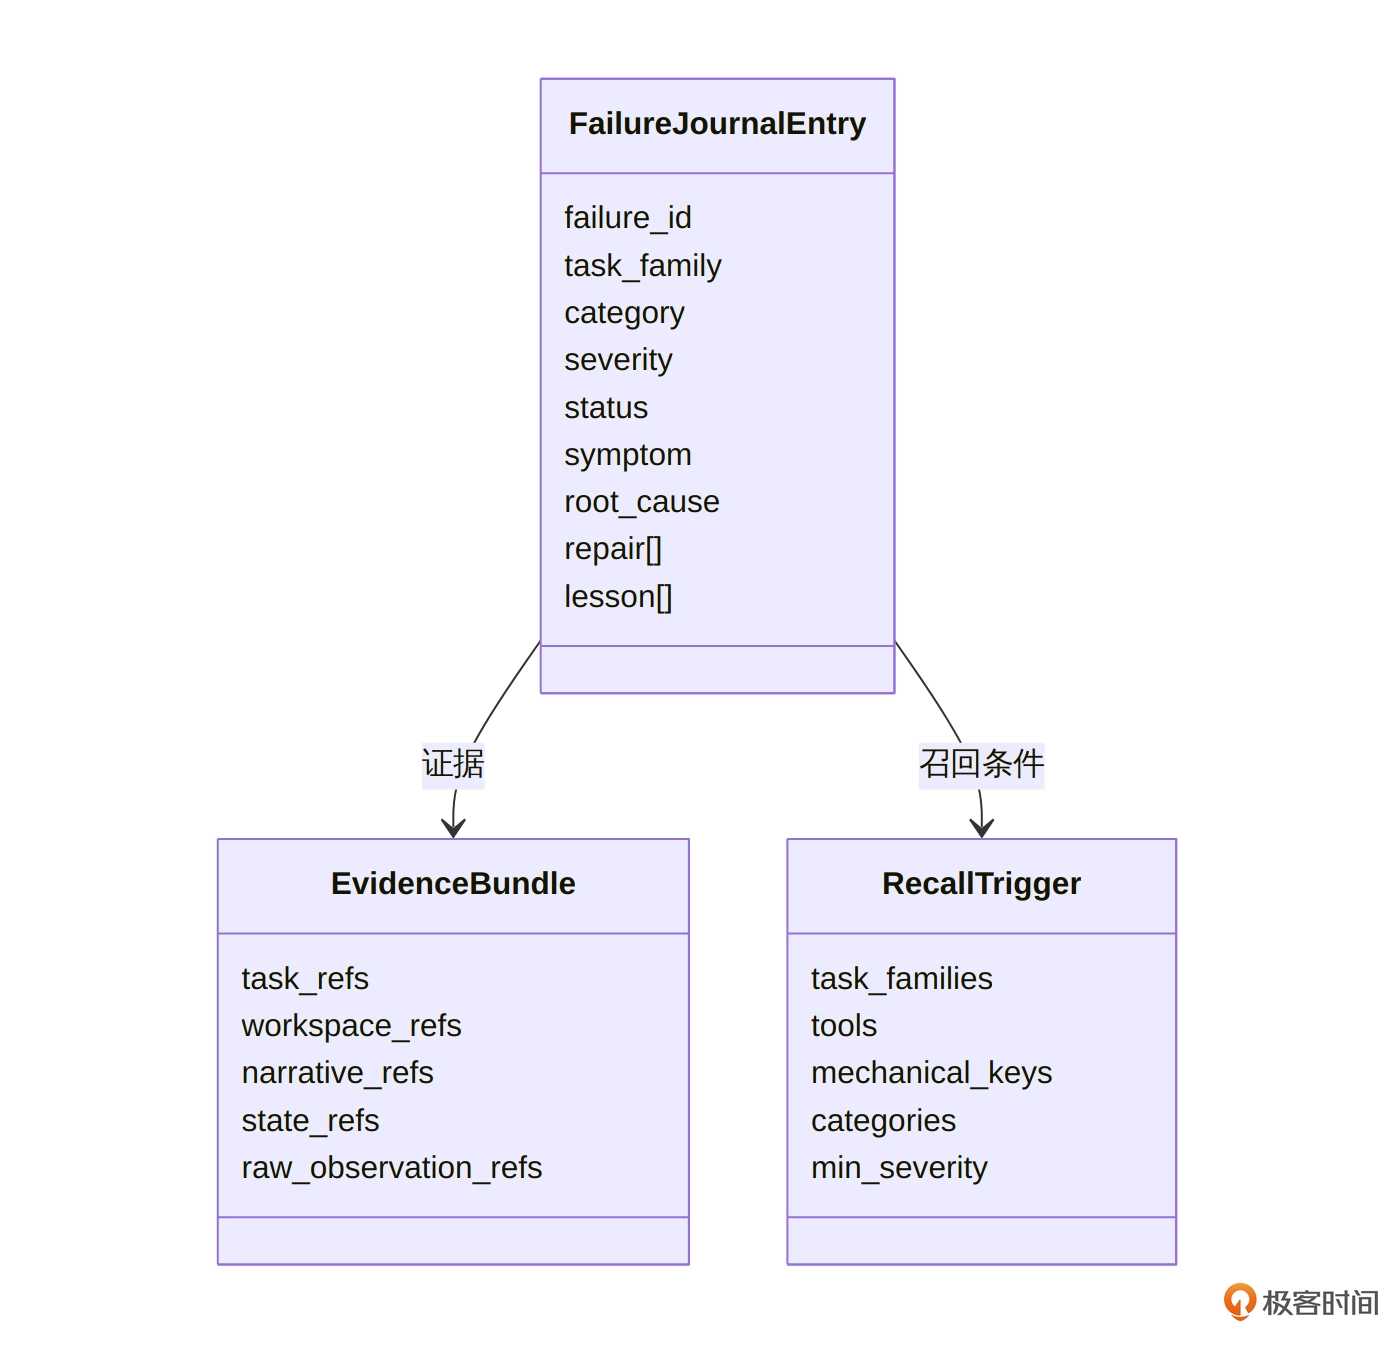 FailureJournalEntry
failure_id
task_family
category
severity
status
symptom
root_cause
repair[]
lesson[]
证据
召回条件
EvidenceBundle
task_refs
workspace_refs
narrative_refs
state_refs
raw_observation_refs
RecallTrigger
task_families
tools
mechanical_keys
categories
min_severity
极客时间